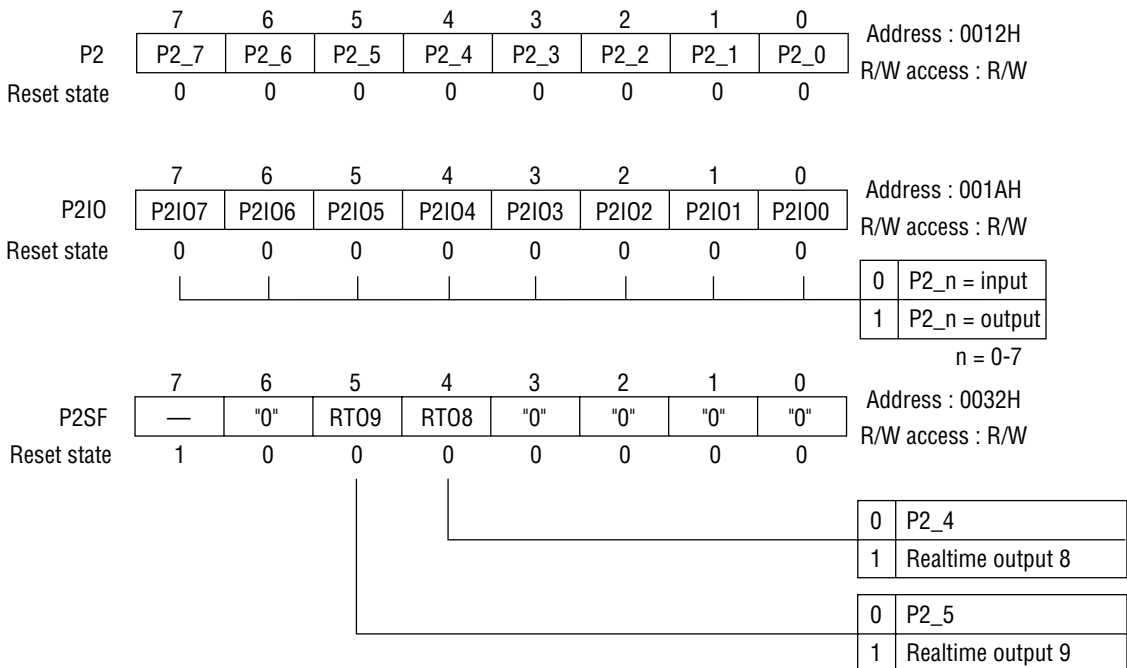 7 6 5 4 3 2 1 0
P2 P2_7 P2_6 P2_5 P2_4 P2_3 P2_2 P2_1 P2_0
Address : 0012H
R/W access : R/W
Reset state 0 0 0 0 0 0 0 0
7 6 5 4 3 2 1 0
P2IO P2IO7 P2IO6 P2IO5 P2IO4 P2IO3 P2IO2 P2IO1 P2IO0
Address : 001AH
R/W access : R/W
Reset state 0 0 0 0 0 0 0 0
0 P2_n = input
1 P2_n = output
n = 0-7
7 6 5 4 3 2 1 0
P2SF — "0" RTO9 RTO8 "0" "0" "0" "0"
Address : 0032H
R/W access : R/W
Reset state 1 0 0 0 0 0 0 0
0 P2_4
1 Realtime output 8
0 P2_5
1 Realtime output 9